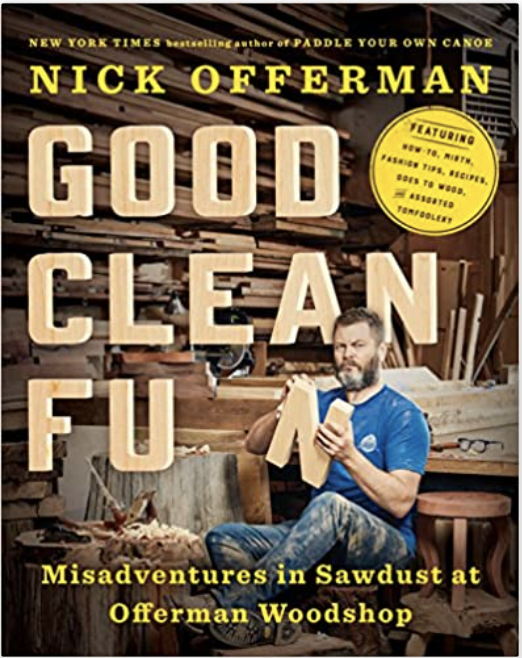 NEW YORK TIMES bestselling author of PADDLE YOUR OWN CANOE
NICK OFFERMAN
FEATURING
HOW-TO, MIRTH,
FASHION TIPS, RECIPES,
ODES TO WOOD,
AND ASSORTED
TOMFOOLERY
GOOD
CLEAN
FUN
Misadventures in Sawdust at
Offerman Woodshop